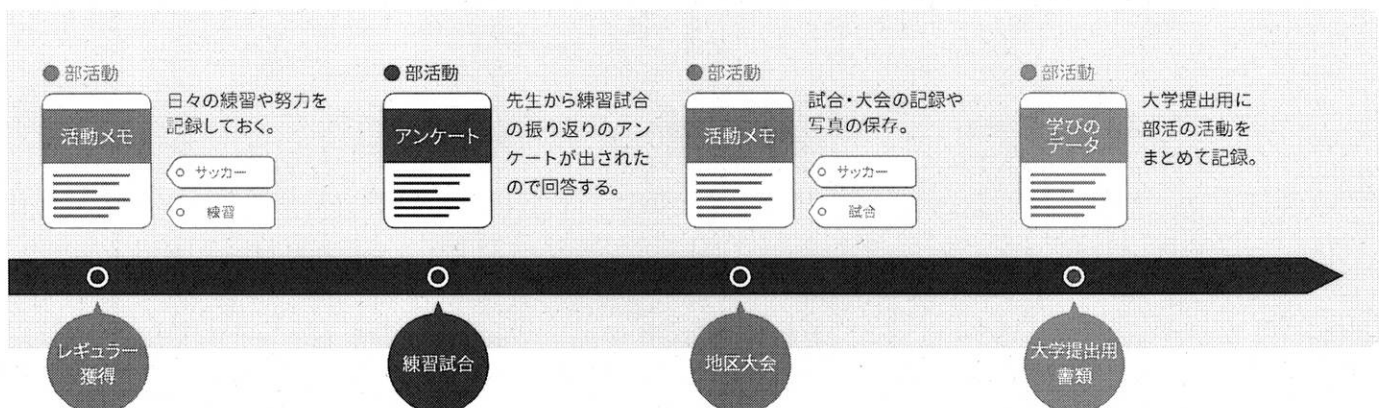 部活動
活動メモ
日々の練習や努力を
記録しておく。
サッカー
練習
部活動
アンケート
先生から練習試合
の振り返りのアン
ケートが出された
ので回答する。
部活動
活動メモ
試合・大会の記録や
写真の保存。
サッカー
試合
部活動
学びの
データ
大学提出用に
部活の活動を
まとめて記録。
レギュラー
獲得
練習試合
地区大会
大学提出用
書類